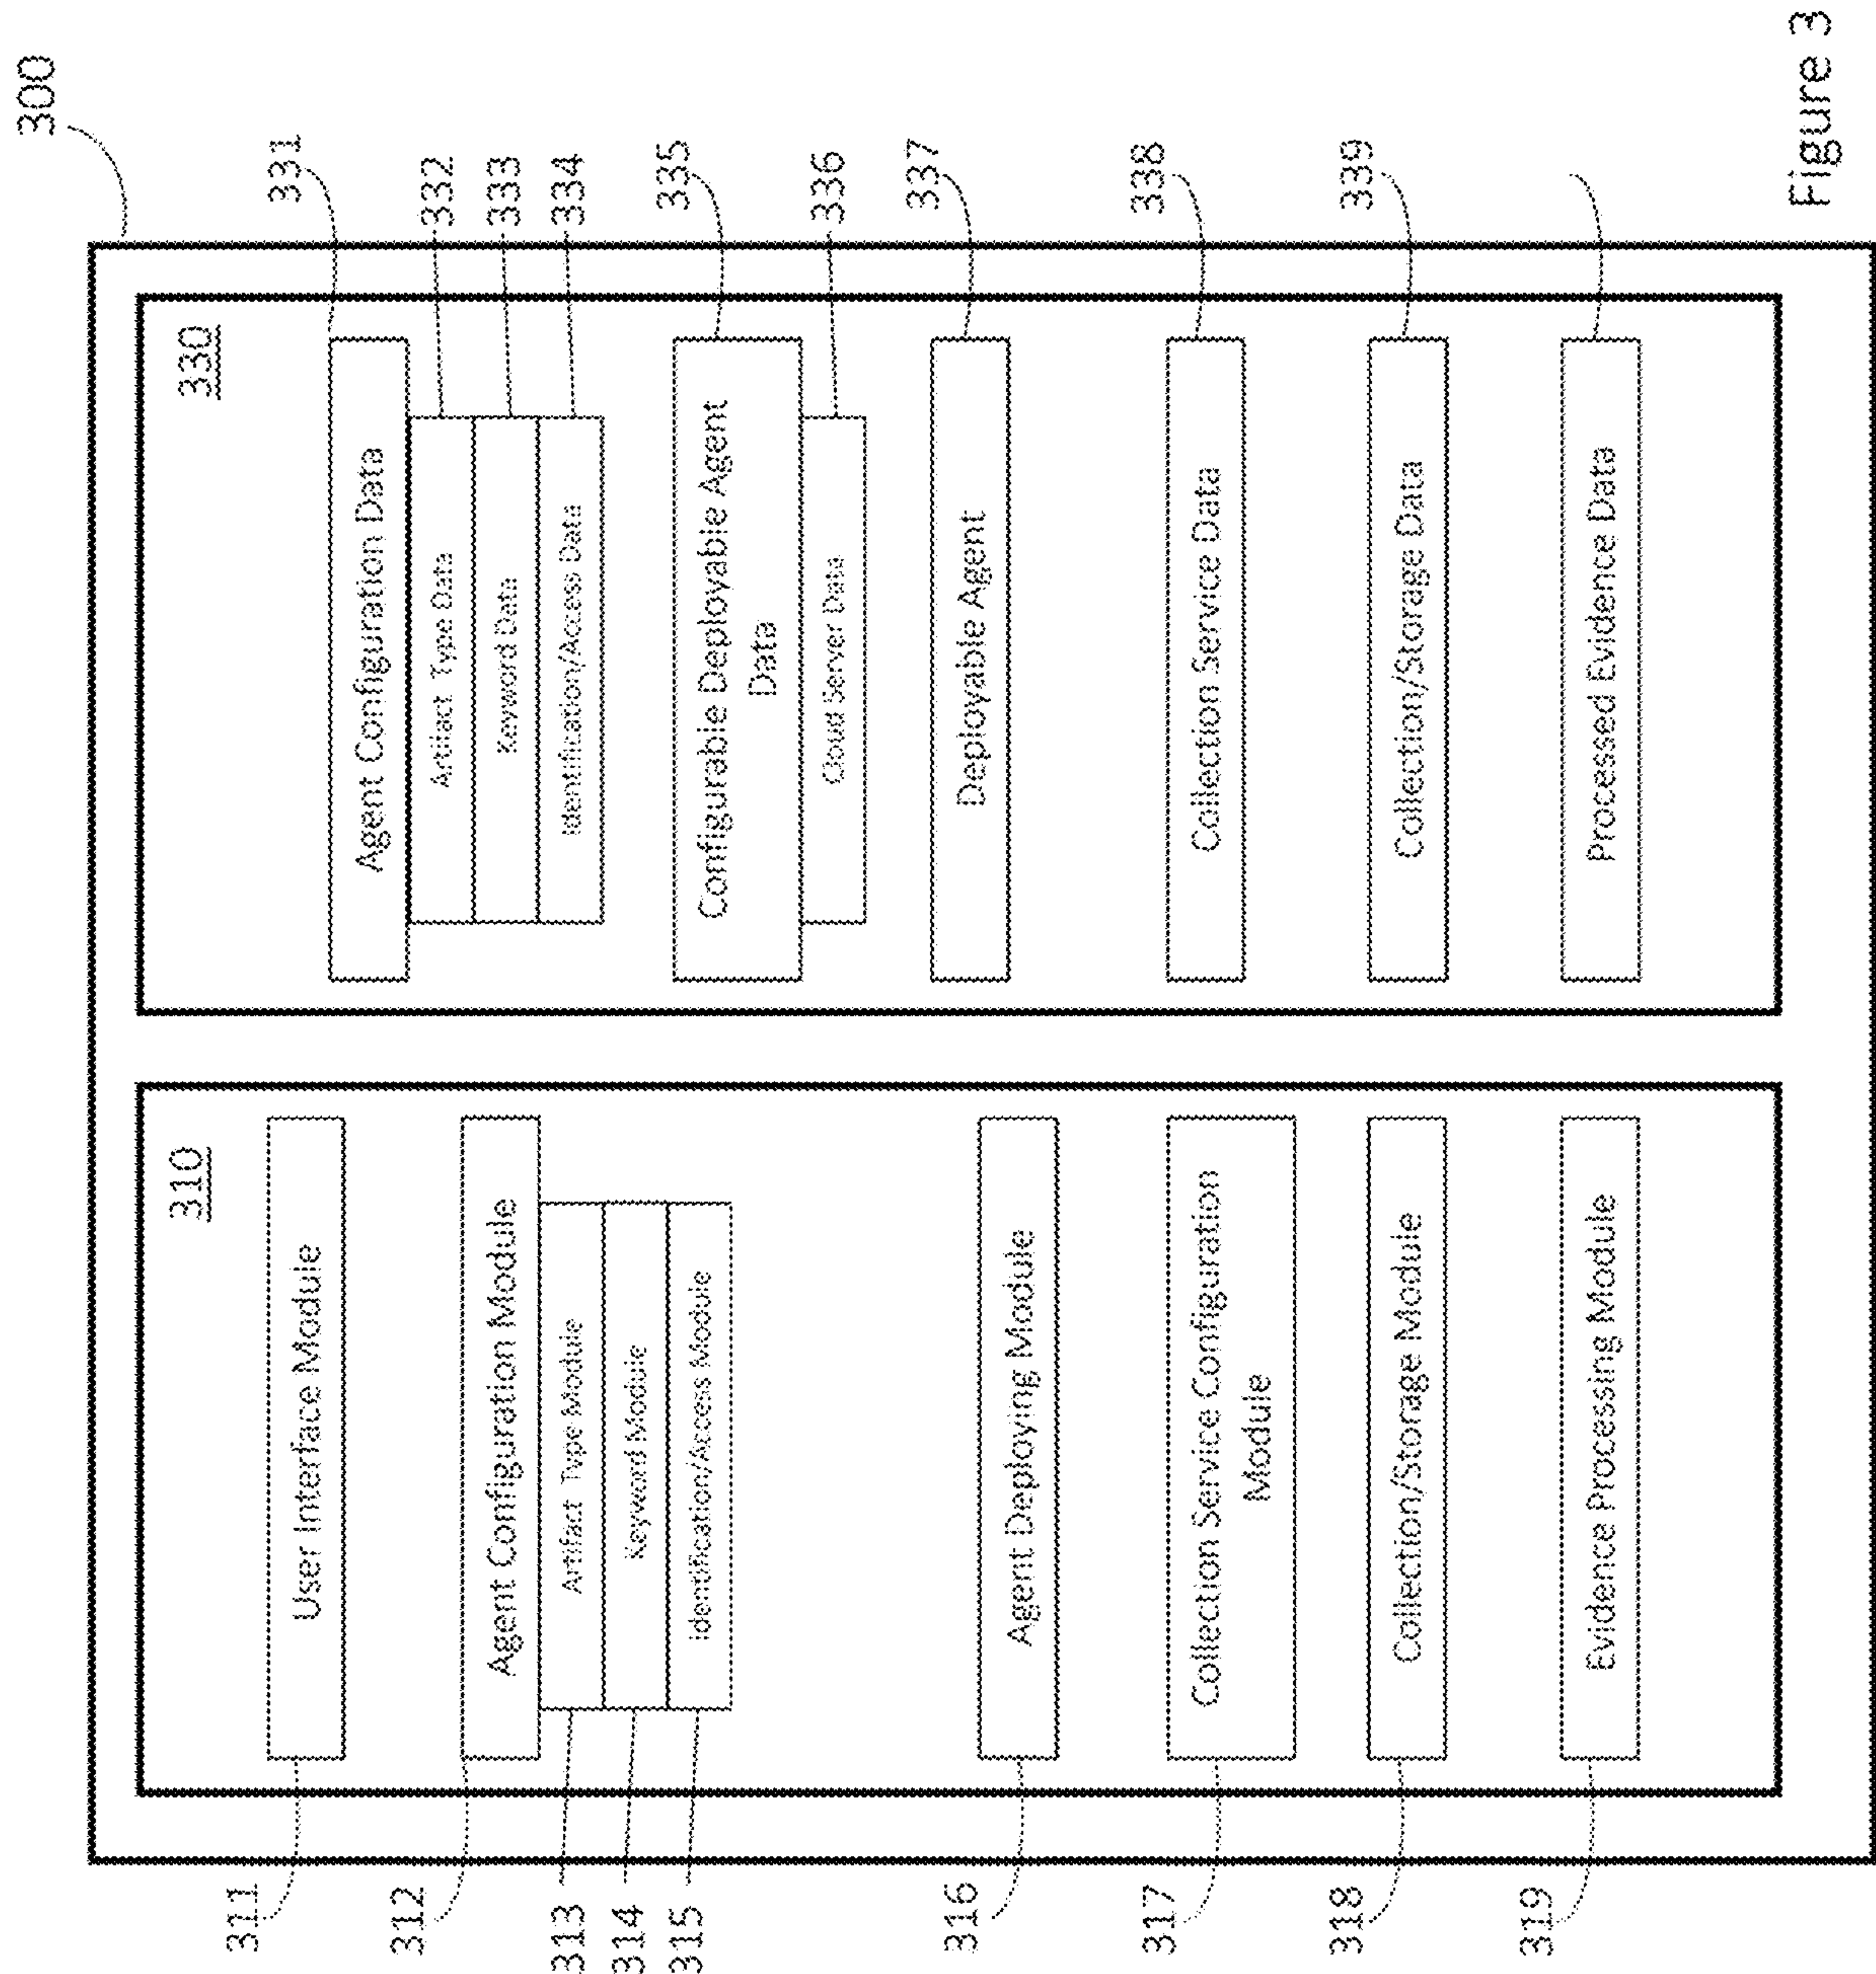 300
310
311
User Interface Module
312
Agent Configuration Module
313
Artifact Type Module
314
Keyword Module
315
Identification/Access Module
316
Agent Deploying Module
317
Collection Service Configuration
Module
318
Collection/Storage Module
319
Evidence Processing Module
330
Agent Configuration Data
331
Artifact Type Data
332
Keyword Data
333
Identification/Access Data
334
Configurable Deployable Agent
Data
335
Cloud Server Data
336
Deployable Agent
337
Collection Service Data
338
Collection/Storage Data
339
Processed Evidence Data
Figure 3